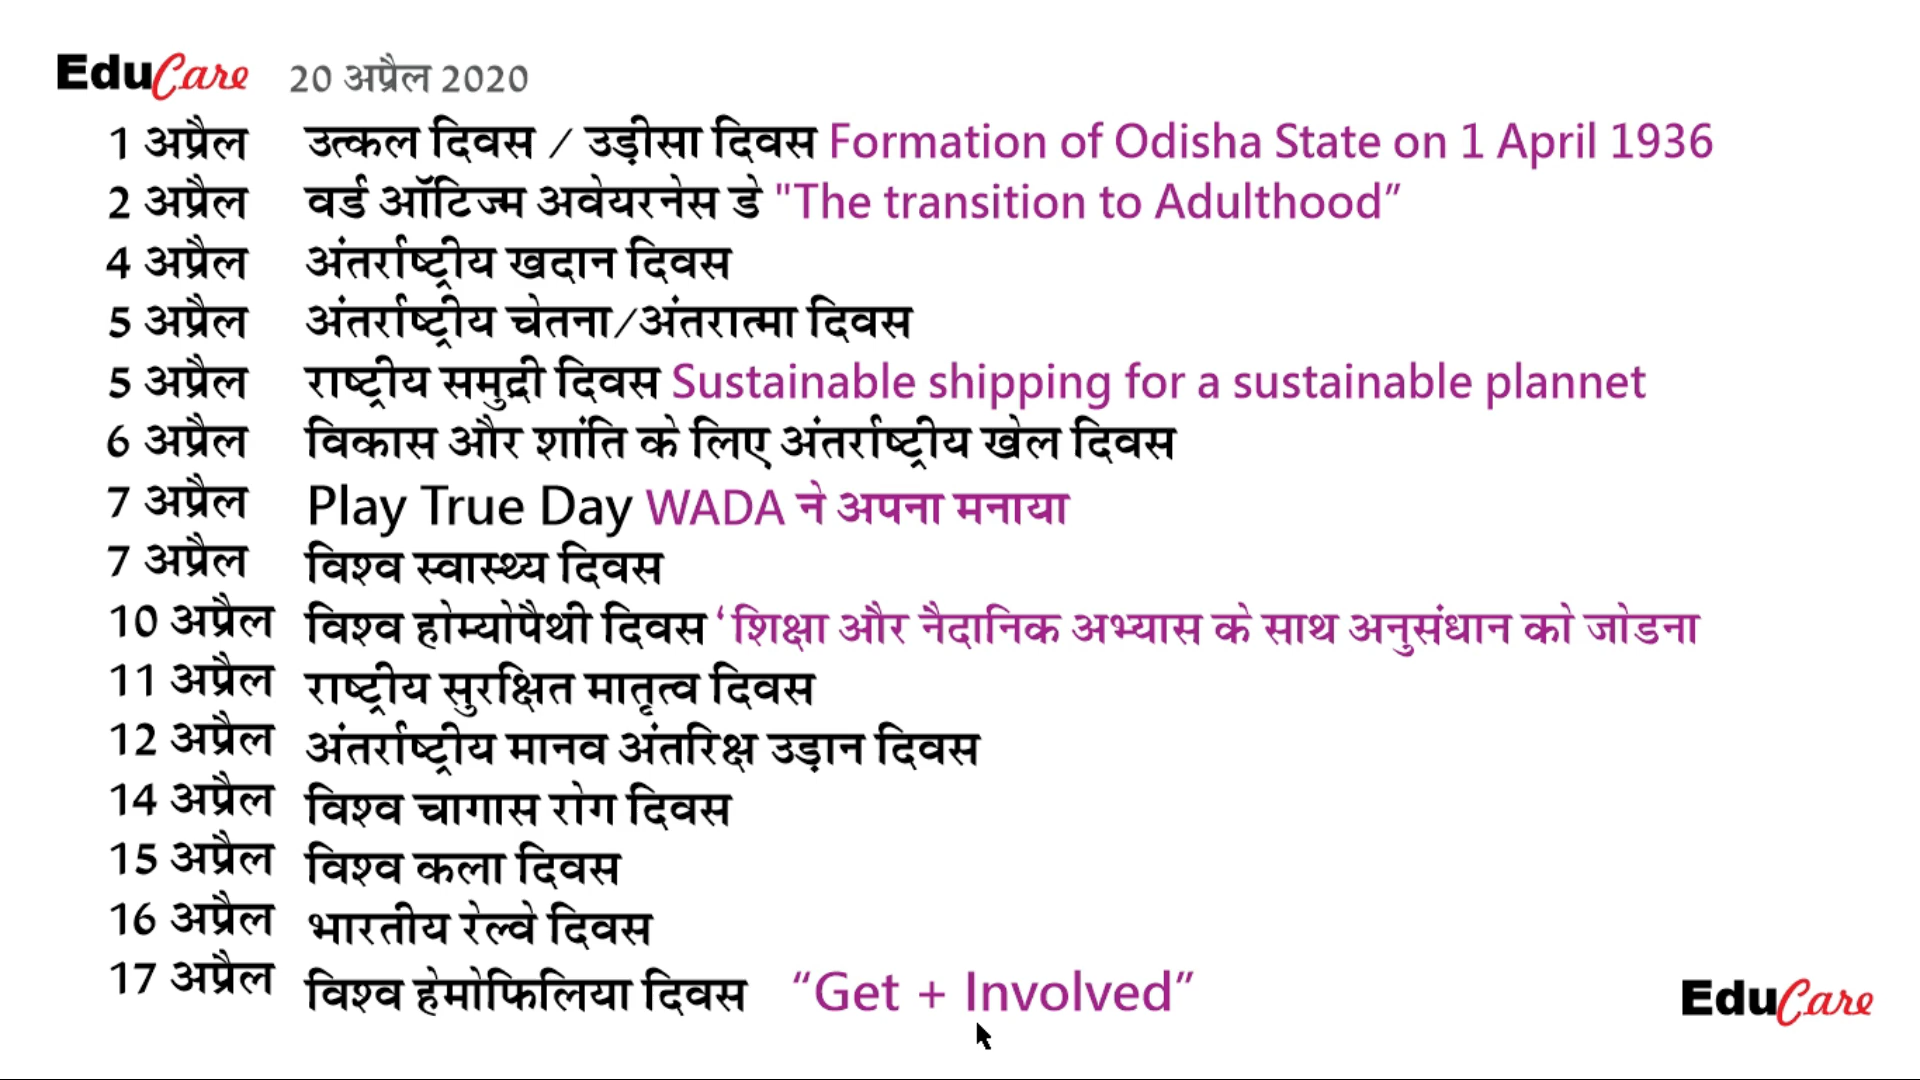 EduCare 20 अप्रैल 2020
1 अप्रैल उत्कल दिवस / उड़ीसा दिवस Formation of Odisha State on 1 April 1936
2 अप्रैल वर्ड ऑटिज्म अवेयरनेस डे "The transition to Adulthood”
4 अप्रैल अंतर्राष्ट्रीय खदान दिवस
5 अप्रैल अंतर्राष्ट्रीय चेतना/अंतरात्मा दिवस
5 अप्रैल राष्ट्रीय समुद्री दिवस Sustainable shipping for a sustainable plannet
6 अप्रैल विकास और शांति के लिए अंतर्राष्ट्रीय खेल दिवस
7 अप्रैल Play True Day WADA ने अपना मनाया
7 अप्रैल विश्व स्वास्थ्य दिवस
10 अप्रैल विश्व होम्योपैथी दिवस ‘शिक्षा और नैदानिक अभ्यास के साथ अनुसंधान को जोडना
11 अप्रैल राष्ट्रीय सुरक्षित मातृत्व दिवस
12 अप्रैल अंतर्राष्ट्रीय मानव अंतरिक्ष उड़ान दिवस
14 अप्रैल विश्व चागास रोग दिवस
15 अप्रैल विश्व कला दिवस
16 अप्रैल भारतीय रेल्वे दिवस
17 अप्रैल विश्व हेमोफिलिया दिवस “Get + Involved”
EduCare